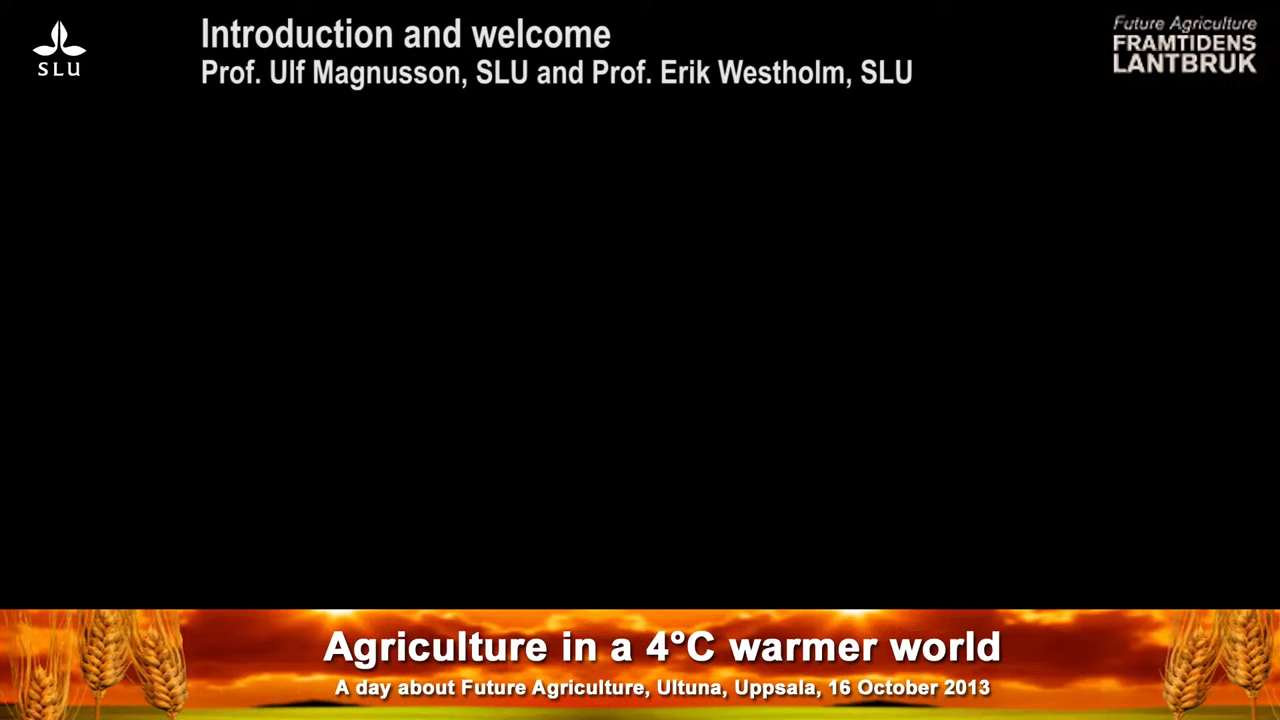 SLU
Introduction and welcome
Prof. Ulf Magnusson, SLU and Prof. Erik Westholm, SLU
Future Agriculture
FRAMTIDENS
LANTBRUK
Agriculture in a 4°C warmer world
A day about Future Agriculture, Ultuna, Uppsala, 16 October 2013